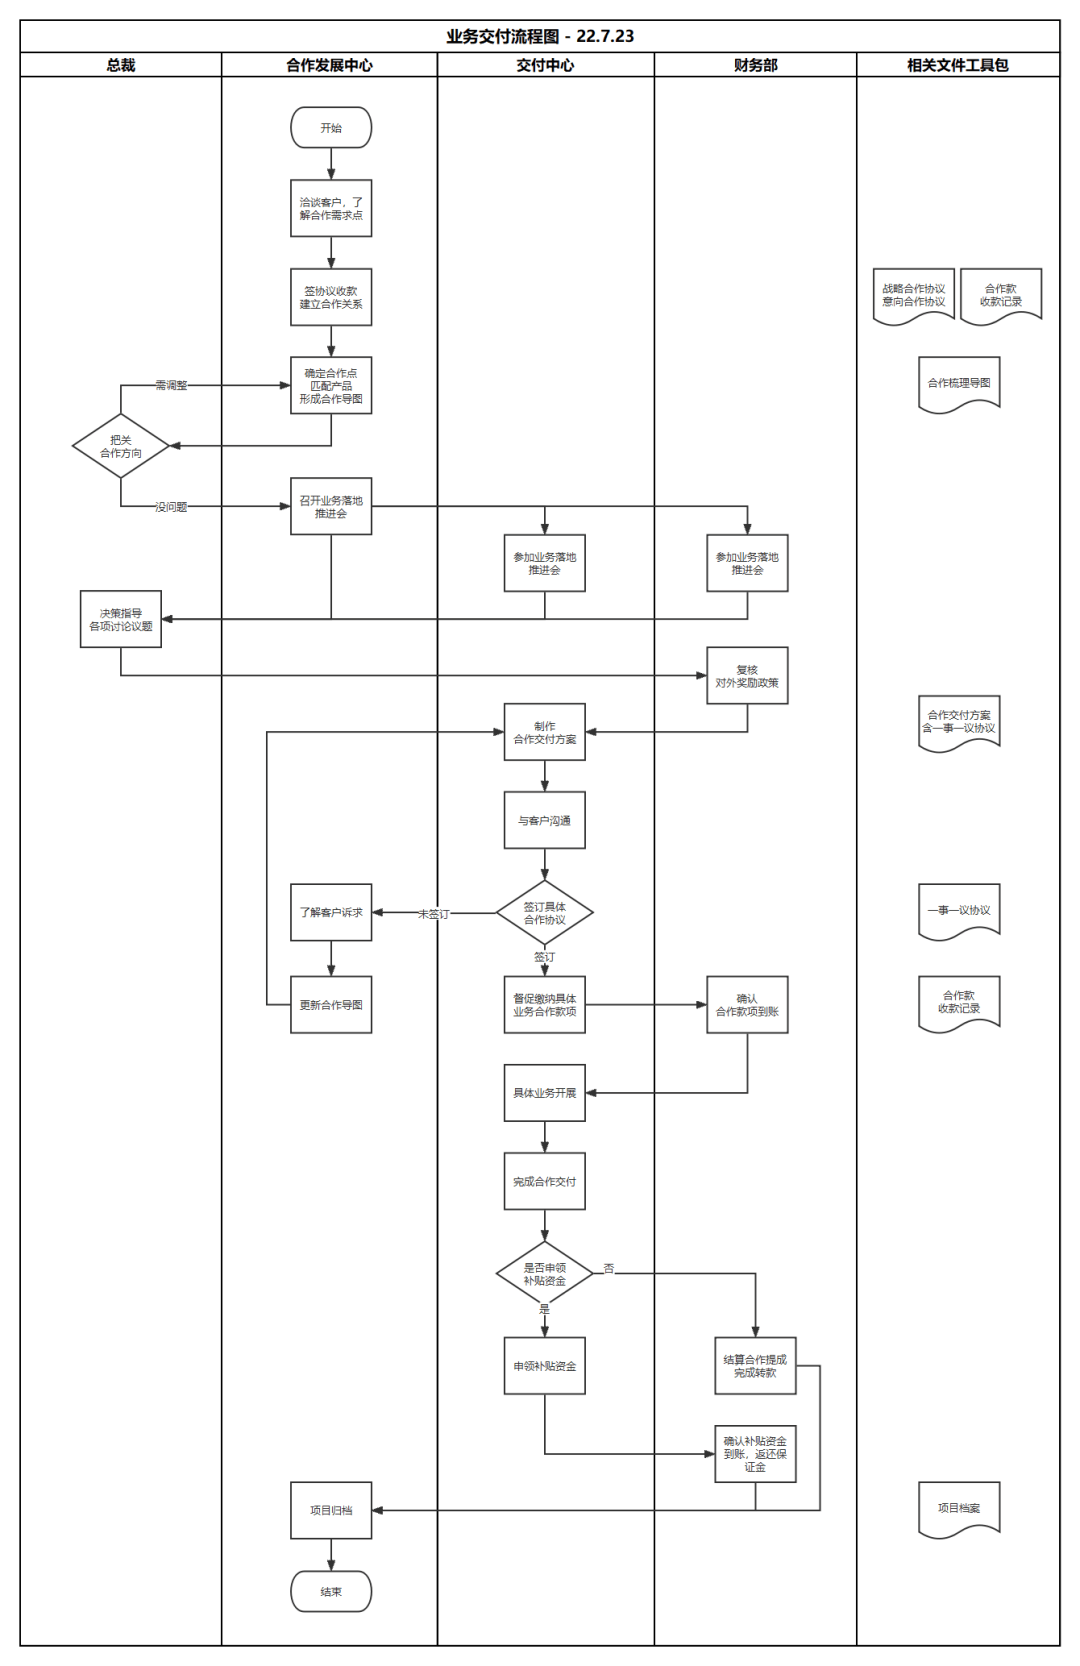 业务交付流程图 - 22.7.23
总裁
合作发展中心
交付中心
财务部
相关文件工具包
开始
洽谈客户，了
解合作需求点
签协议收款
建立合作关系
战略合作协议
意向合作协议
合作款
收款记录
确定合作点
匹配产品
形成合作导图
合作梳理导图
需调整
把关
合作方向
没问题
召开业务落地
推进会
参加业务落地
推进会
参加业务落地
推进会
决策指导
各项讨论议题
复核
对外奖励政策
制作
合作交付方案
合作交付方案
含一事一议协议
与客户沟通
签订具体
合作协议
未签订
了解客户诉求
一事一议协议
签订
更新合作导图
督促缴纳具体
业务合作款项
确认
合作款项到账
合作款
收款记录
具体业务开展
完成合作交付
是否申领
补贴资金
否
是
申领补贴资金
结算合作提成
完成转款
确认补贴资金
到账，返还保
证金
项目归档
项目档案
结束